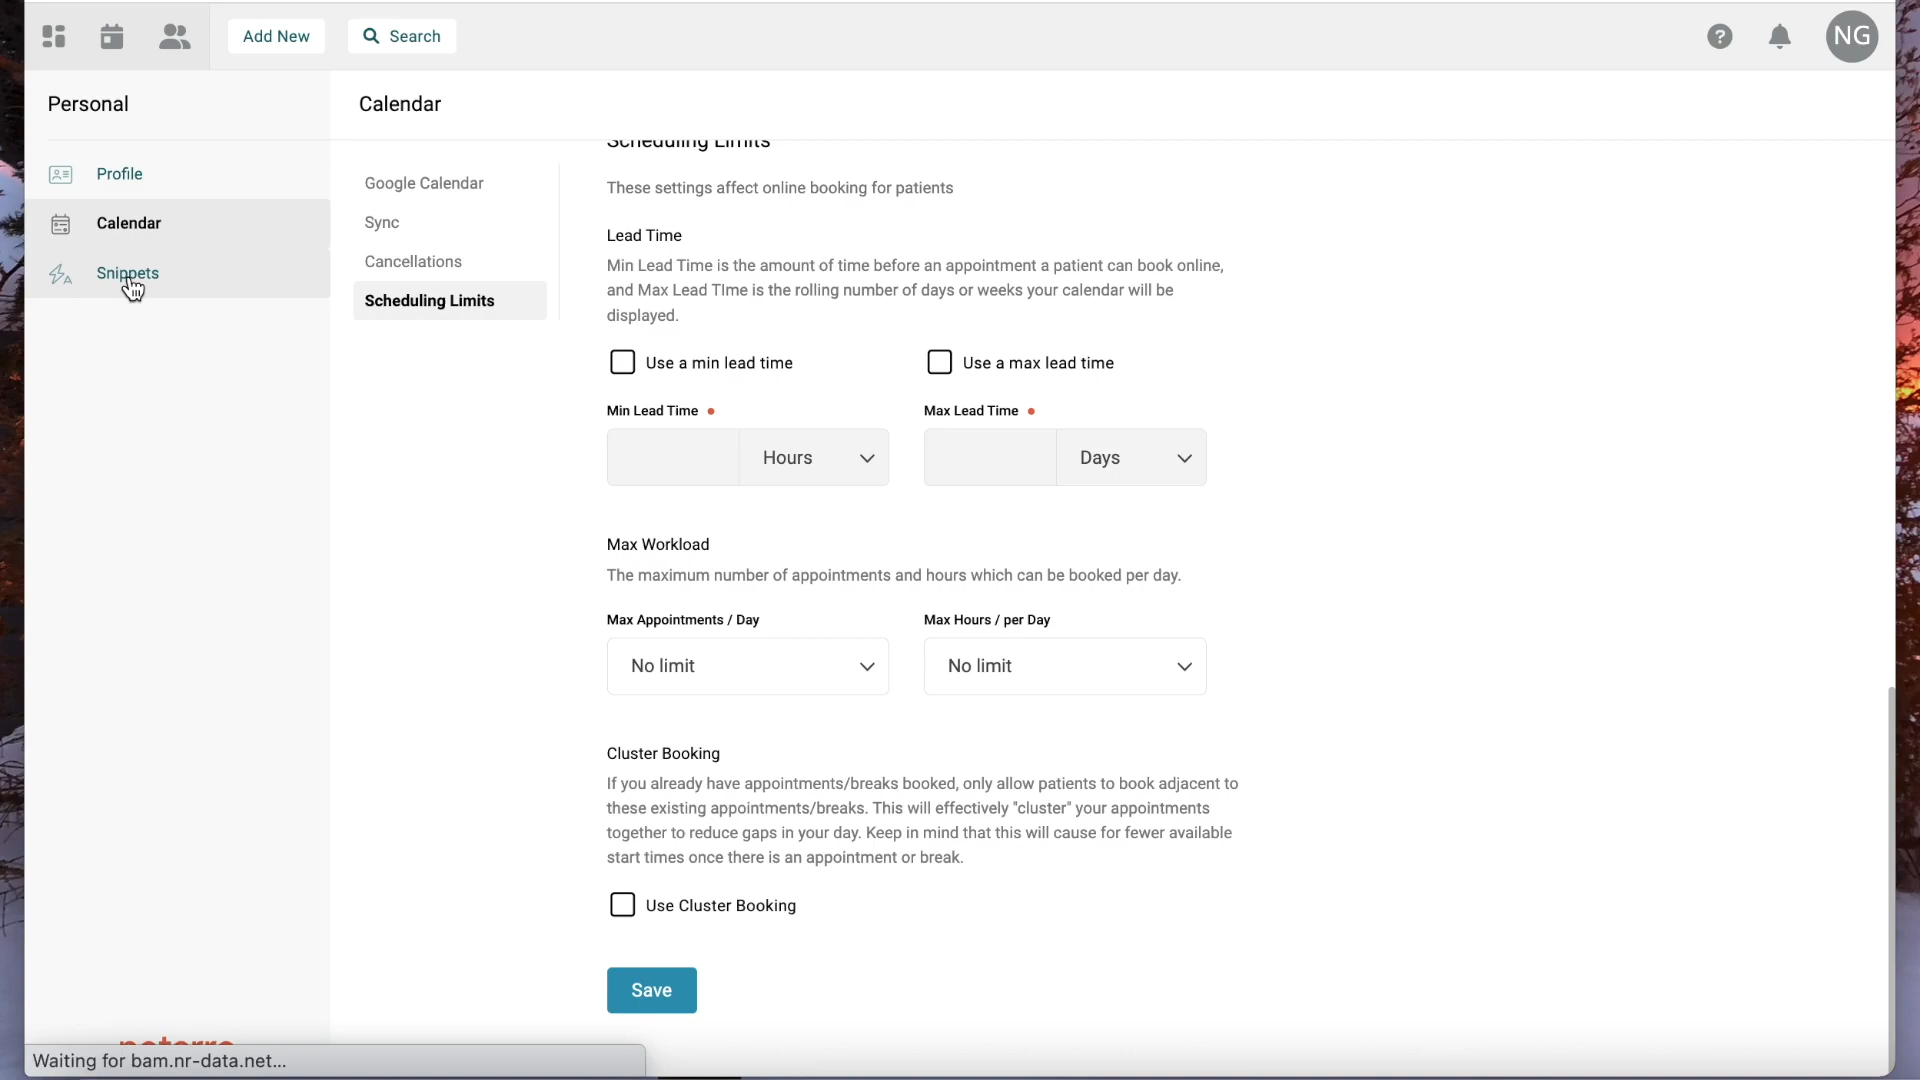 Add New
Search
NG
Personal
Calendar
Profile
Calendar
Snippets
Google Calendar
Sync
Cancellations
Scheduling Limits
Scheduling Limits
These settings affect online booking for patients
Lead Time
Min Lead Time is the amount of time before an appointment a patient can book online,
and Max Lead TIme is the rolling number of days or weeks your calendar will be
displayed.
Use a min lead time
Use a max lead time
Min Lead Time
Max Lead Time
Hours
Days
Max Workload
The maximum number of appointments and hours which can be booked per day.
Max Appointments / Day
Max Hours / per Day
No limit
No limit
Cluster Booking
If you already have appointments/breaks booked, only allow patients to book adjacent to
these existing appointments/breaks. This will effectively "cluster" your appointments
together to reduce gaps in your day. Keep in mind that this will cause for fewer available
start times once there is an appointment or break.
Use Cluster Booking
Save
Waiting for bam.nr-data.net...